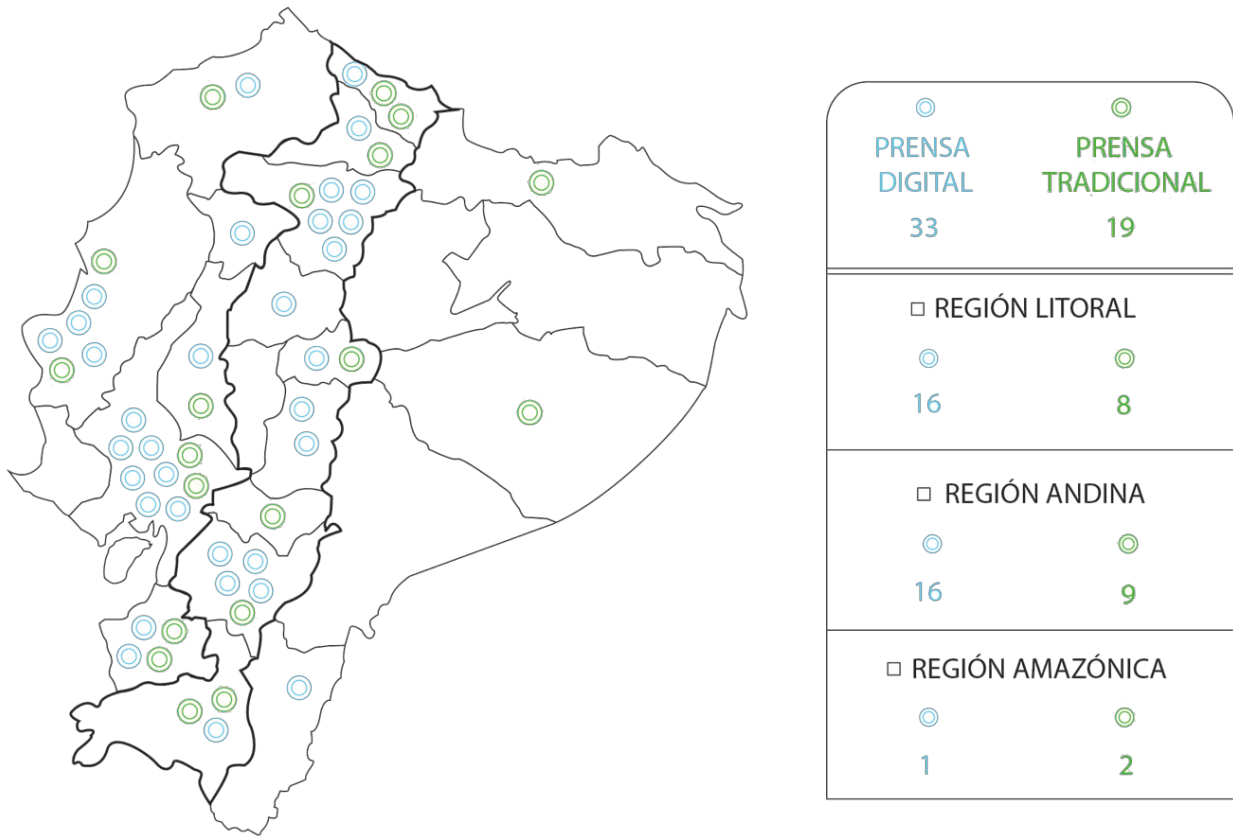 PRENSA
DIGITAL
33
PRENSA
TRADICIONAL
19
REGIÓN LITORAL
16
8
REGIÓN ANDINA
16
9
REGIÓN AMAZÓNICA
1
2